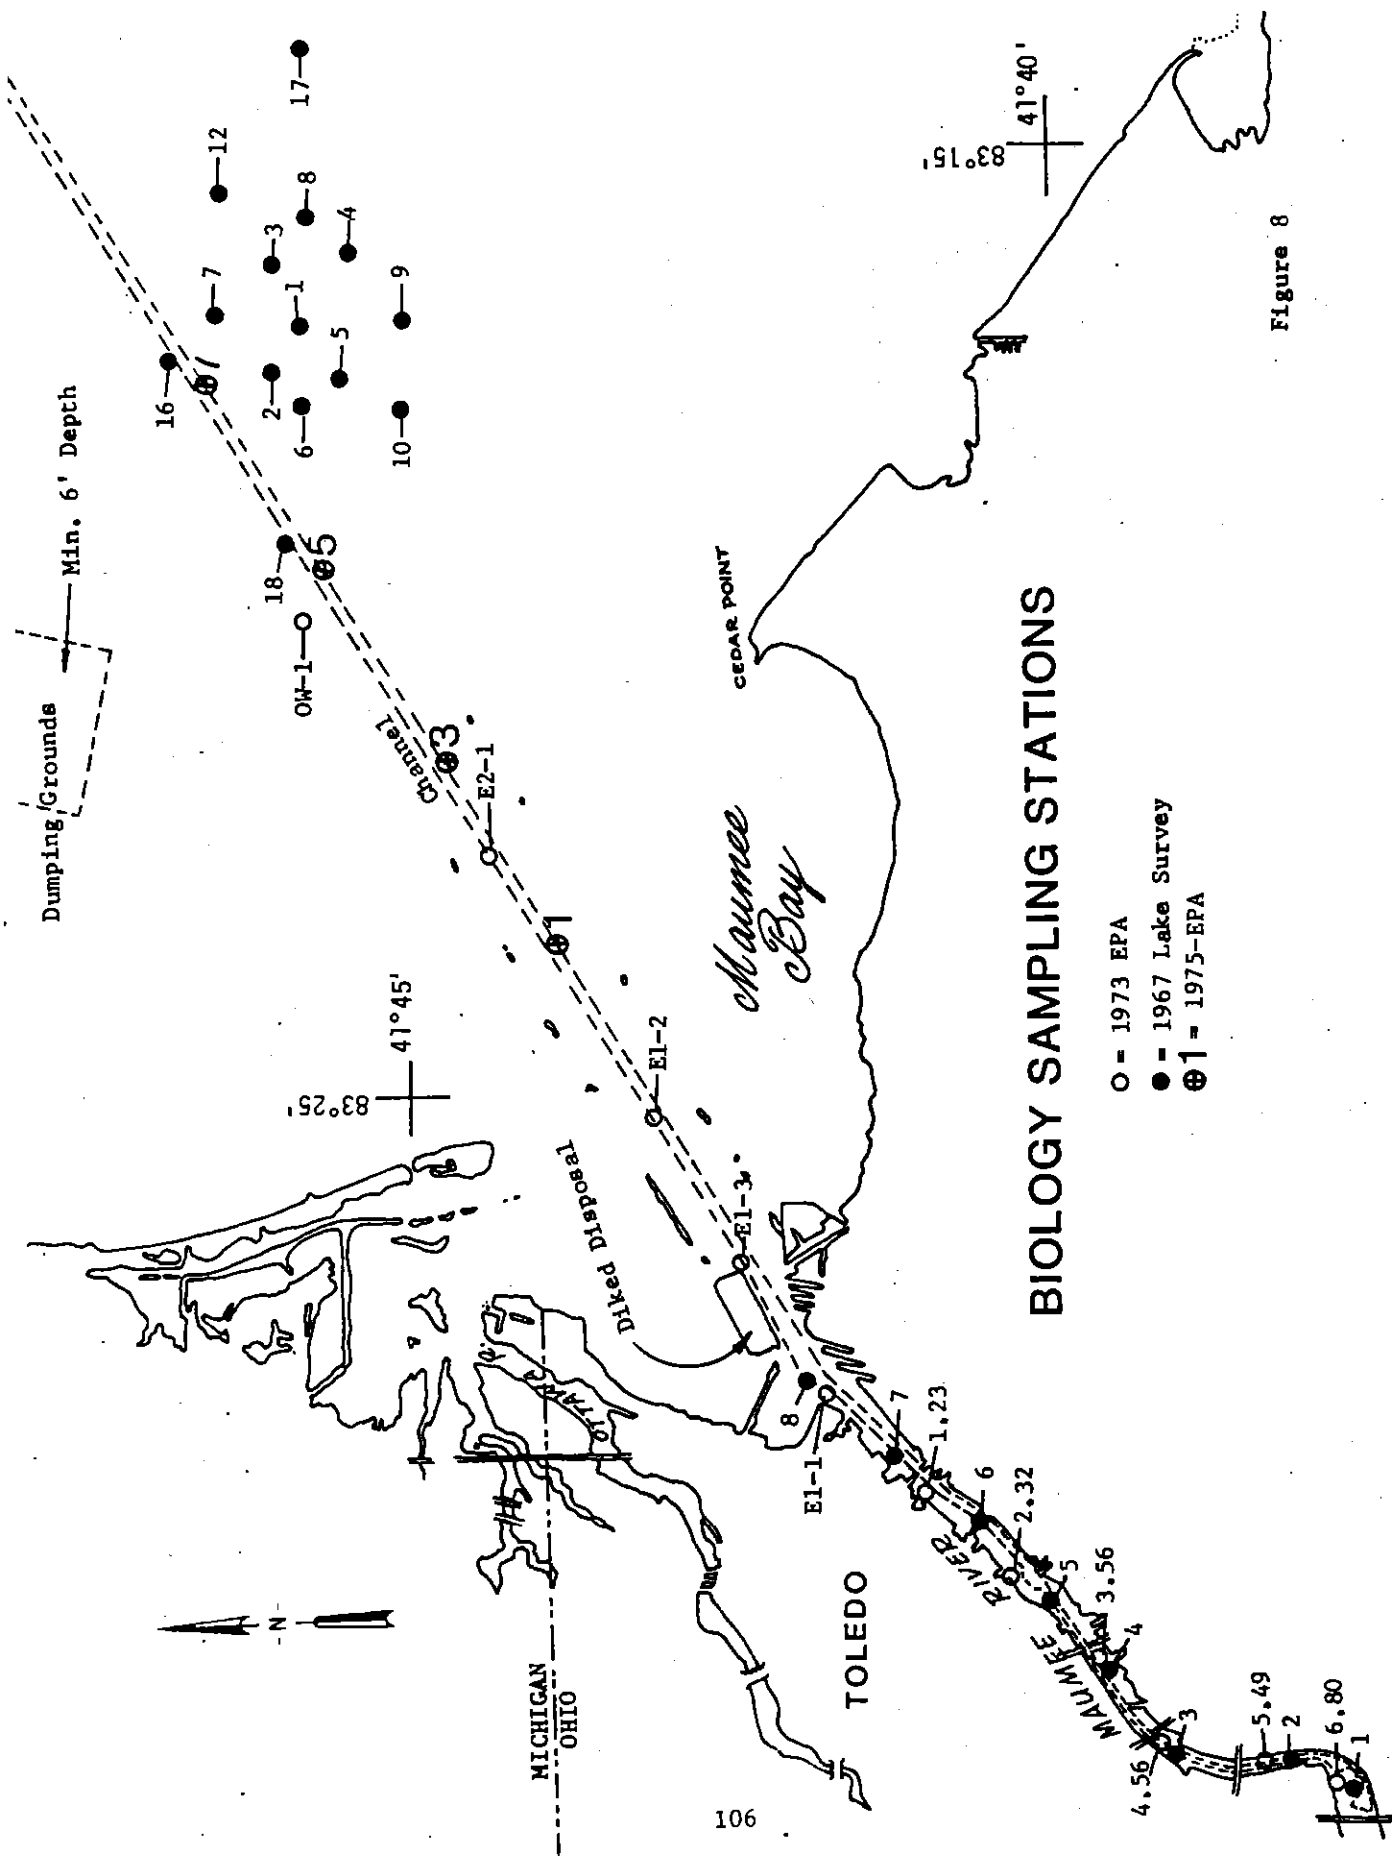 Dumping Grounds
Min. 6' Depth
16
7
12
17
7
2
3
8
6
1
4
5
10
9
18
5
OW-1
Channel
3
E2-1
1
83°25'
41°45'
E1-2
Diked Disposal
E1-3
Maumee
Bay
CEDAR POINT
83°15'
41°40'
MICHIGAN
OHIO
N
OTTAWA
TOLEDO
8
E1-1
7
1.23
6
2.32
5
3.56
4
3
4.56
5.49
2
6.80
1
MAUMEE RIVER
BIOLOGY SAMPLING STATIONS
O = 1973 EPA
● = 1967 Lake Survey
⊕1 = 1975-EPA
Figure 8
106